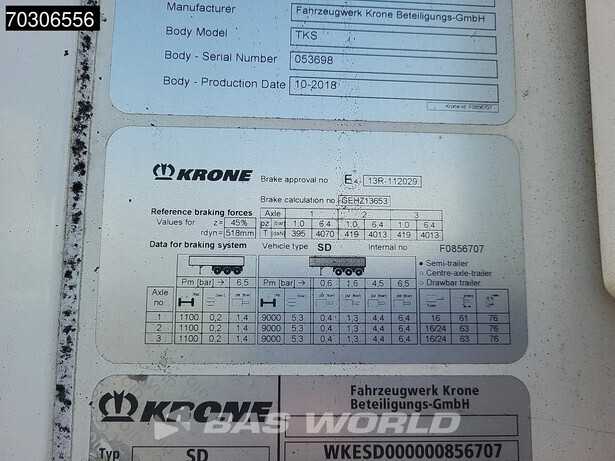 70306556
Manufacturer Fahrzeugwerk Krone Beteiligungs-GmbH
Body Model TKS
Body - Serial Number 053698
Body - Production Date 10-2018
Krone-id F0856707
KRONE
Brake approval no E 4 13R-112029
Brake calculation no GEHZ13653
Reference braking forces Axle 1 2 3
Values for z= 45% pz [bar] 1.0 6.4 1.0 6.4 1.0 6.4
rdyn= 518mm T [daN] 395 4070 419 4013 419 4013
Data for braking system Vehicle type SD Internal no F0856707
• Semi-trailer
○ Centre-axle-trailer
○ Drawbar trailer
Pm [bar] → 6,5 Pm [bar] → 0,6 1,6 4,5 6,5
Axle no
1 1100 0,2 1,4 9000 5,3 0,4 1,3 4,4 6,4 16 61 76
2 1100 0,2 1,4 9000 5,3 0,4 1,3 4,4 6,4 16/24 63 76
3 1100 0,2 1,4 9000 5,3 0,4 1,3 4,4 6,4 16/24 63 76
KRONE Fahrzeugwerk Krone
Beteiligungs-GmbH
BAS WORLD
Typ SD WKESD000000856707